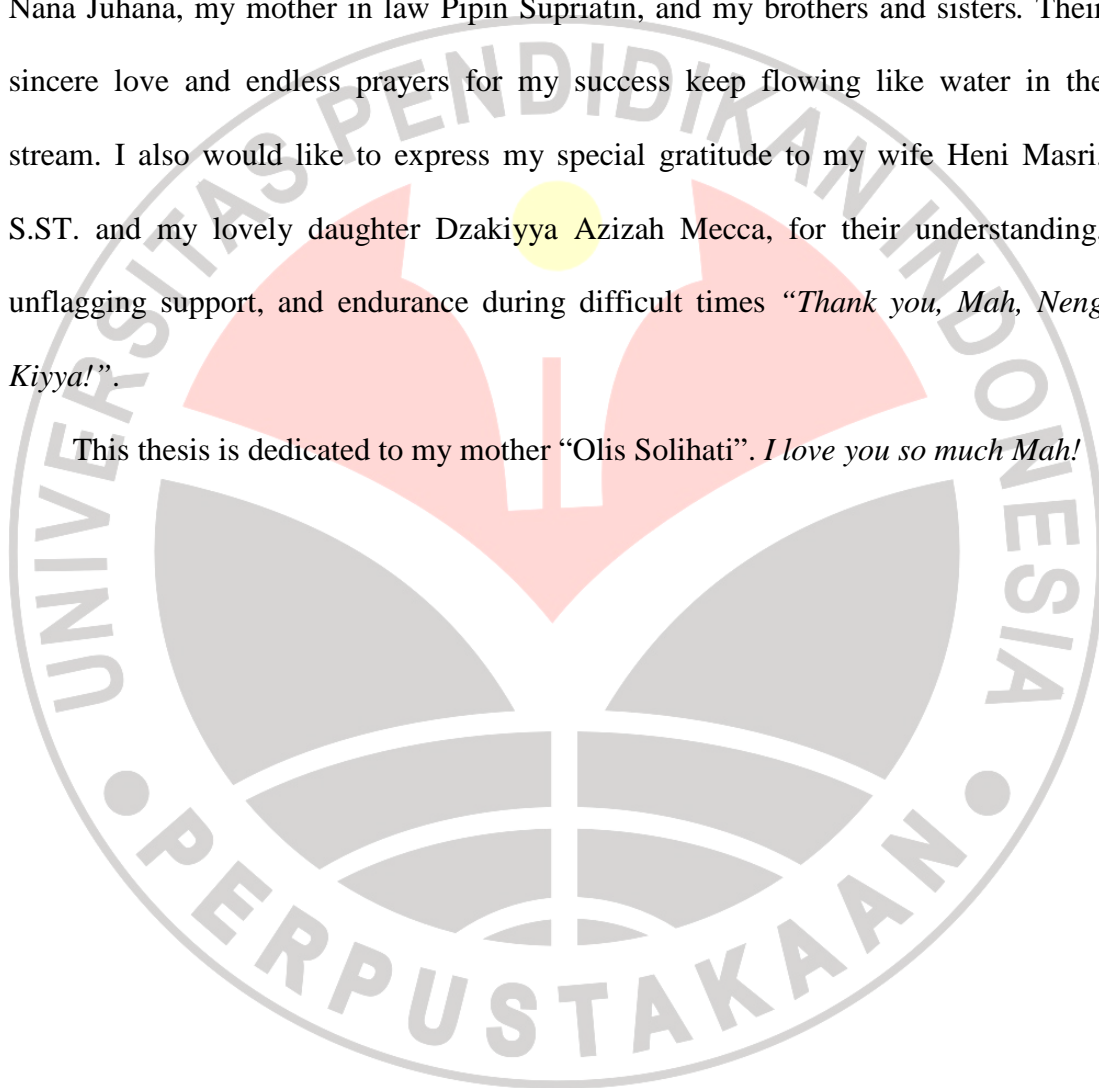 Nana Juhana, my mother in law Pipin Supriatin, and my brothers and sisters. Their
sincere love and endless prayers for my success keep flowing like water in the
stream. I also would like to express my special gratitude to my wife Heni Masri,
S.ST. and my lovely daughter Dzakiyya Azizah Mecca, for their understanding,
unflagging support, and endurance during difficult times “Thank you, Mah, Neng
Kiyya!”.
This thesis is dedicated to my mother “Olis Solihati”. I love you so much Mah!
UNIVERSITAS PENDIDIKAN INDONESIA
PERPUSTAKAAN